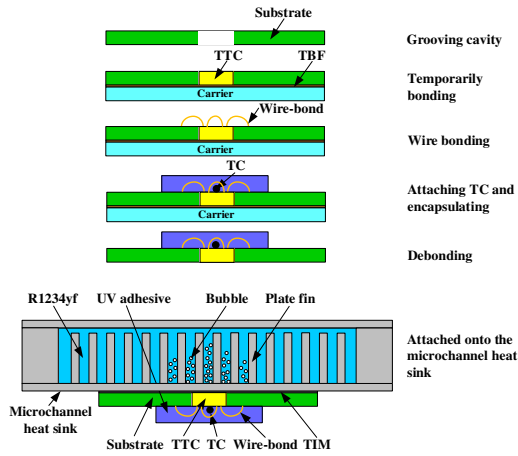 Substrate
Grooving cavity
TTC
TBF
Carrier
Temporarily
bonding
Wire-bond
Carrier
Wire bonding
TC
Carrier
Attaching TC and
encapsulating
Debonding
R1234yf
UV adhesive
Bubble
Plate fin
Attached onto the
microchannel heat
sink
Microchannel
heat sink
Substrate
TTC
TC
Wire-bond
TIM